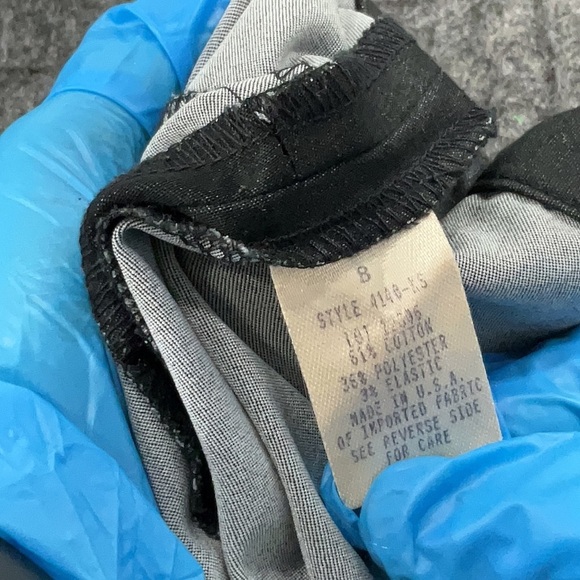 8
STYLE 4140-XS
LOT
61% COTTON
36% POLYESTER
3% ELASTIC
MADE IN U.S.A.
OF IMPORTED FABRIC
SEE REVERSE SIDE
FOR CARE